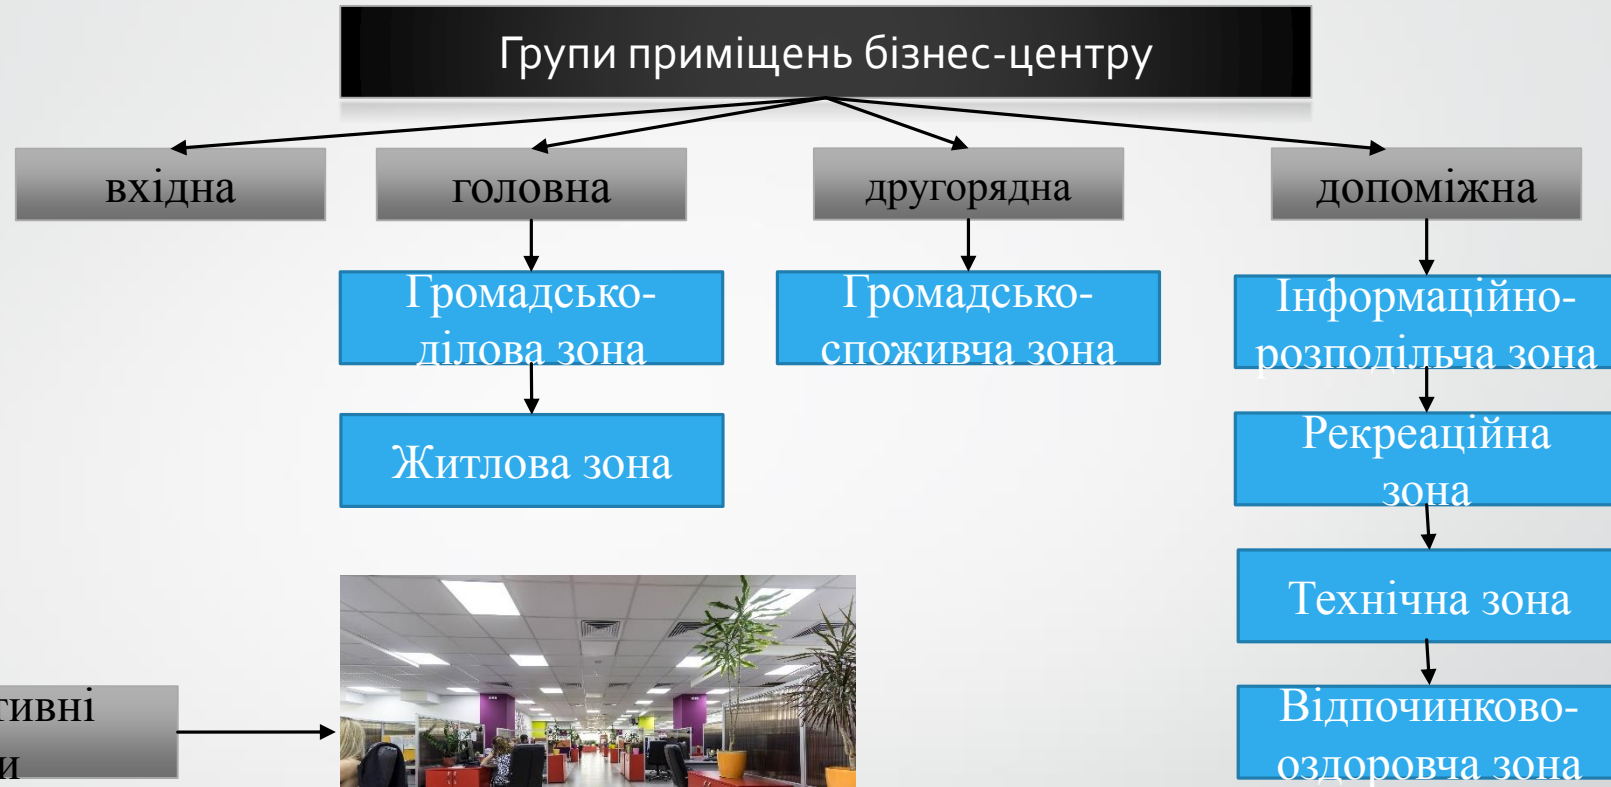 Групи приміщень бізнес-центру
вхідна
головна
другорядна
допоміжна
Громадсько-
ділова зона
Громадсько-
споживча зона
Інформаційно-
розподільча зона
Житлова зона
Рекреаційна
зона
Технічна зона
Відпочинково-
оздоровча зона